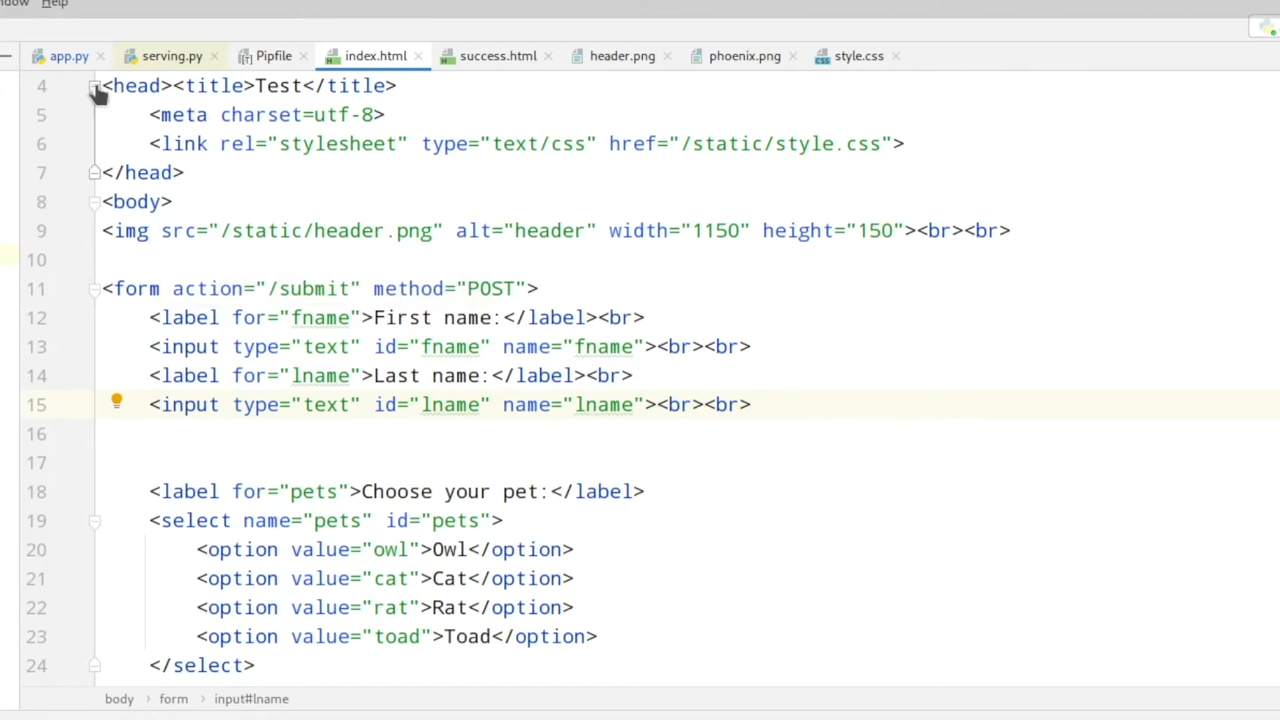 Help
app.py serving.py Pipfile index.html success.html header.png phoenix.png style.css
4 <head><title>Test</title>
5 <meta charset=utf-8>
6 <link rel="stylesheet" type="text/css" href="/static/style.css">
7 </head>
8 <body>
9 <img src="/static/header.png" alt="header" width="1150" height="150"><br><br>
10
11 <form action="/submit" method="POST">
12 <label for="fname">First name:</label><br>
13 <input type="text" id="fname" name="fname"><br><br>
14 <label for="lname">Last name:</label><br>
15 <input type="text" id="lname" name="lname"><br><br>
16
17
18 <label for="pets">Choose your pet:</label>
19 <select name="pets" id="pets">
20 <option value="owl">Owl</option>
21 <option value="cat">Cat</option>
22 <option value="rat">Rat</option>
23 <option value="toad">Toad</option>
24 </select>
body › form › input#lname